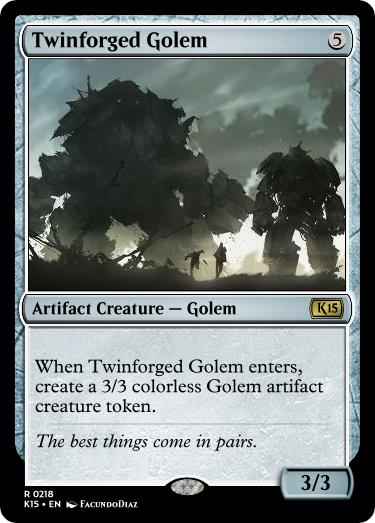 Twinforged Golem 5
Artifact Creature — Golem K15
When Twinforged Golem enters,
create a 3/3 colorless Golem artifact
creature token.
The best things come in pairs.
3/3
R 0218
K15 • EN FacundoDiaz